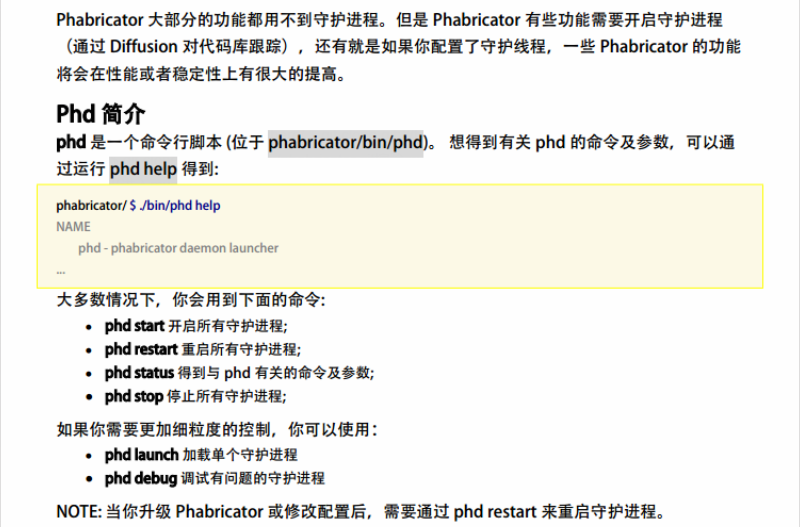 Phabricator 大部分的功能都用不到守护进程。但是 Phabricator 有些功能需要开启守护进程
（通过 Diffusion 对代码库跟踪），还有就是如果你配置了守护线程，一些 Phabricator 的功能
将会在性能或者稳定性上有很大的提高。
Phd 简介
phd 是一个命令行脚本 (位于 phabricator/bin/phd)。 想得到有关 phd 的命令及参数，可以通
过运行 phd help 得到:
phabricator/ $ ./bin/phd help
NAME
phd - phabricator daemon launcher
...
大多数情况下，你会用到下面的命令:
• phd start 开启所有守护进程;
• phd restart 重启所有守护进程;
• phd status 得到与 phd 有关的命令及参数;
• phd stop 停止所有守护进程;
如果你需要更加细粒度的控制，你可以使用：
• phd launch 加载单个守护进程
• phd debug 调试有问题的守护进程
NOTE: 当你升级 Phabricator 或修改配置后，需要通过 phd restart 来重启守护进程。